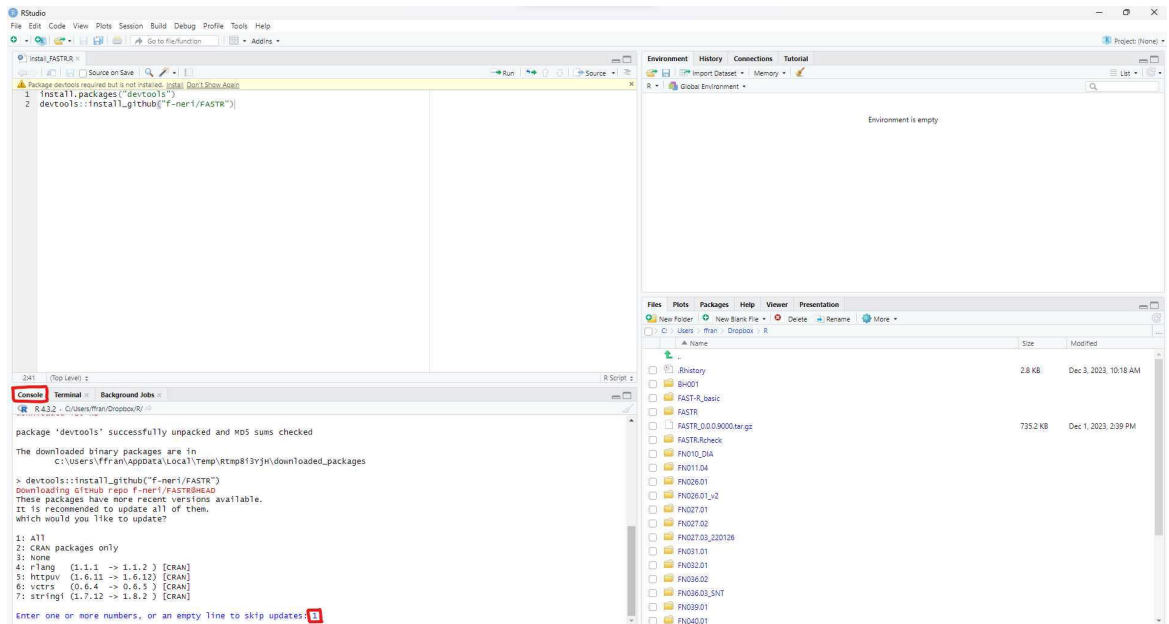 RStudio
File Edit Code View Plots Session Build Debug Profile Tools Help
Go to file/function Addins
Project: (None)
install_FASTR.R
Source on Save Run Source
Package devtools required but is not installed. Install Don't Show Again
1 install.packages("devtools")
2 devtools::install_github("f-neri/FASTR")
2:41 (Top Level) R Script
Console Terminal Background Jobs
R 4.3.2 · C:/Users/ffran/Dropbox/R/
package 'devtools' successfully unpacked and MD5 sums checked
The downloaded binary packages are in
C:\Users\ffran\AppData\Local\Temp\Rtmp8i3YjH\downloaded_packages
> devtools::install_github("f-neri/FASTR")
Downloading GitHub repo f-neri/FASTR@HEAD
These packages have more recent versions available.
It is recommended to update all of them.
Which would you like to update?
1: All
2: CRAN packages only
3: None
4: rlang (1.1.1 -> 1.1.2 ) [CRAN]
5: httpuv (1.6.11 -> 1.6.12) [CRAN]
6: vctrs (0.6.4 -> 0.6.5 ) [CRAN]
7: stringi (1.7.12 -> 1.8.2 ) [CRAN]
Enter one or more numbers, or an empty line to skip updates: 1
Environment History Connections Tutorial
Import Dataset Memory List
R Global Environment
Environment is empty
Files Plots Packages Help Viewer Presentation
New Folder New Blank File Delete Rename More
C: Users ffran Dropbox R
Name Size Modified
..
.Rhistory 2.8 KB Dec 3, 2023, 10:18 AM
BH001
FAST-R_basic
FASTR
FASTR_0.0.0.9000.tar.gz 735.2 KB Dec 1, 2023, 2:39 PM
FASTR.Rcheck
FN010_DIA
FN011.04
FN026.01
FN026.01_v2
FN027.01
FN027.02
FN027.03_220126
FN031.01
FN032.01
FN036.02
FN036.03_SNT
FN039.01
FN040.01